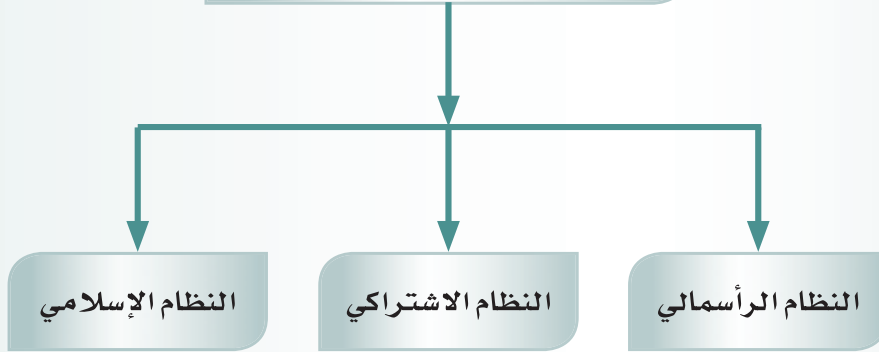 النظام الرأسمالي
النظام الاشتراكي
النظام الإسلامي